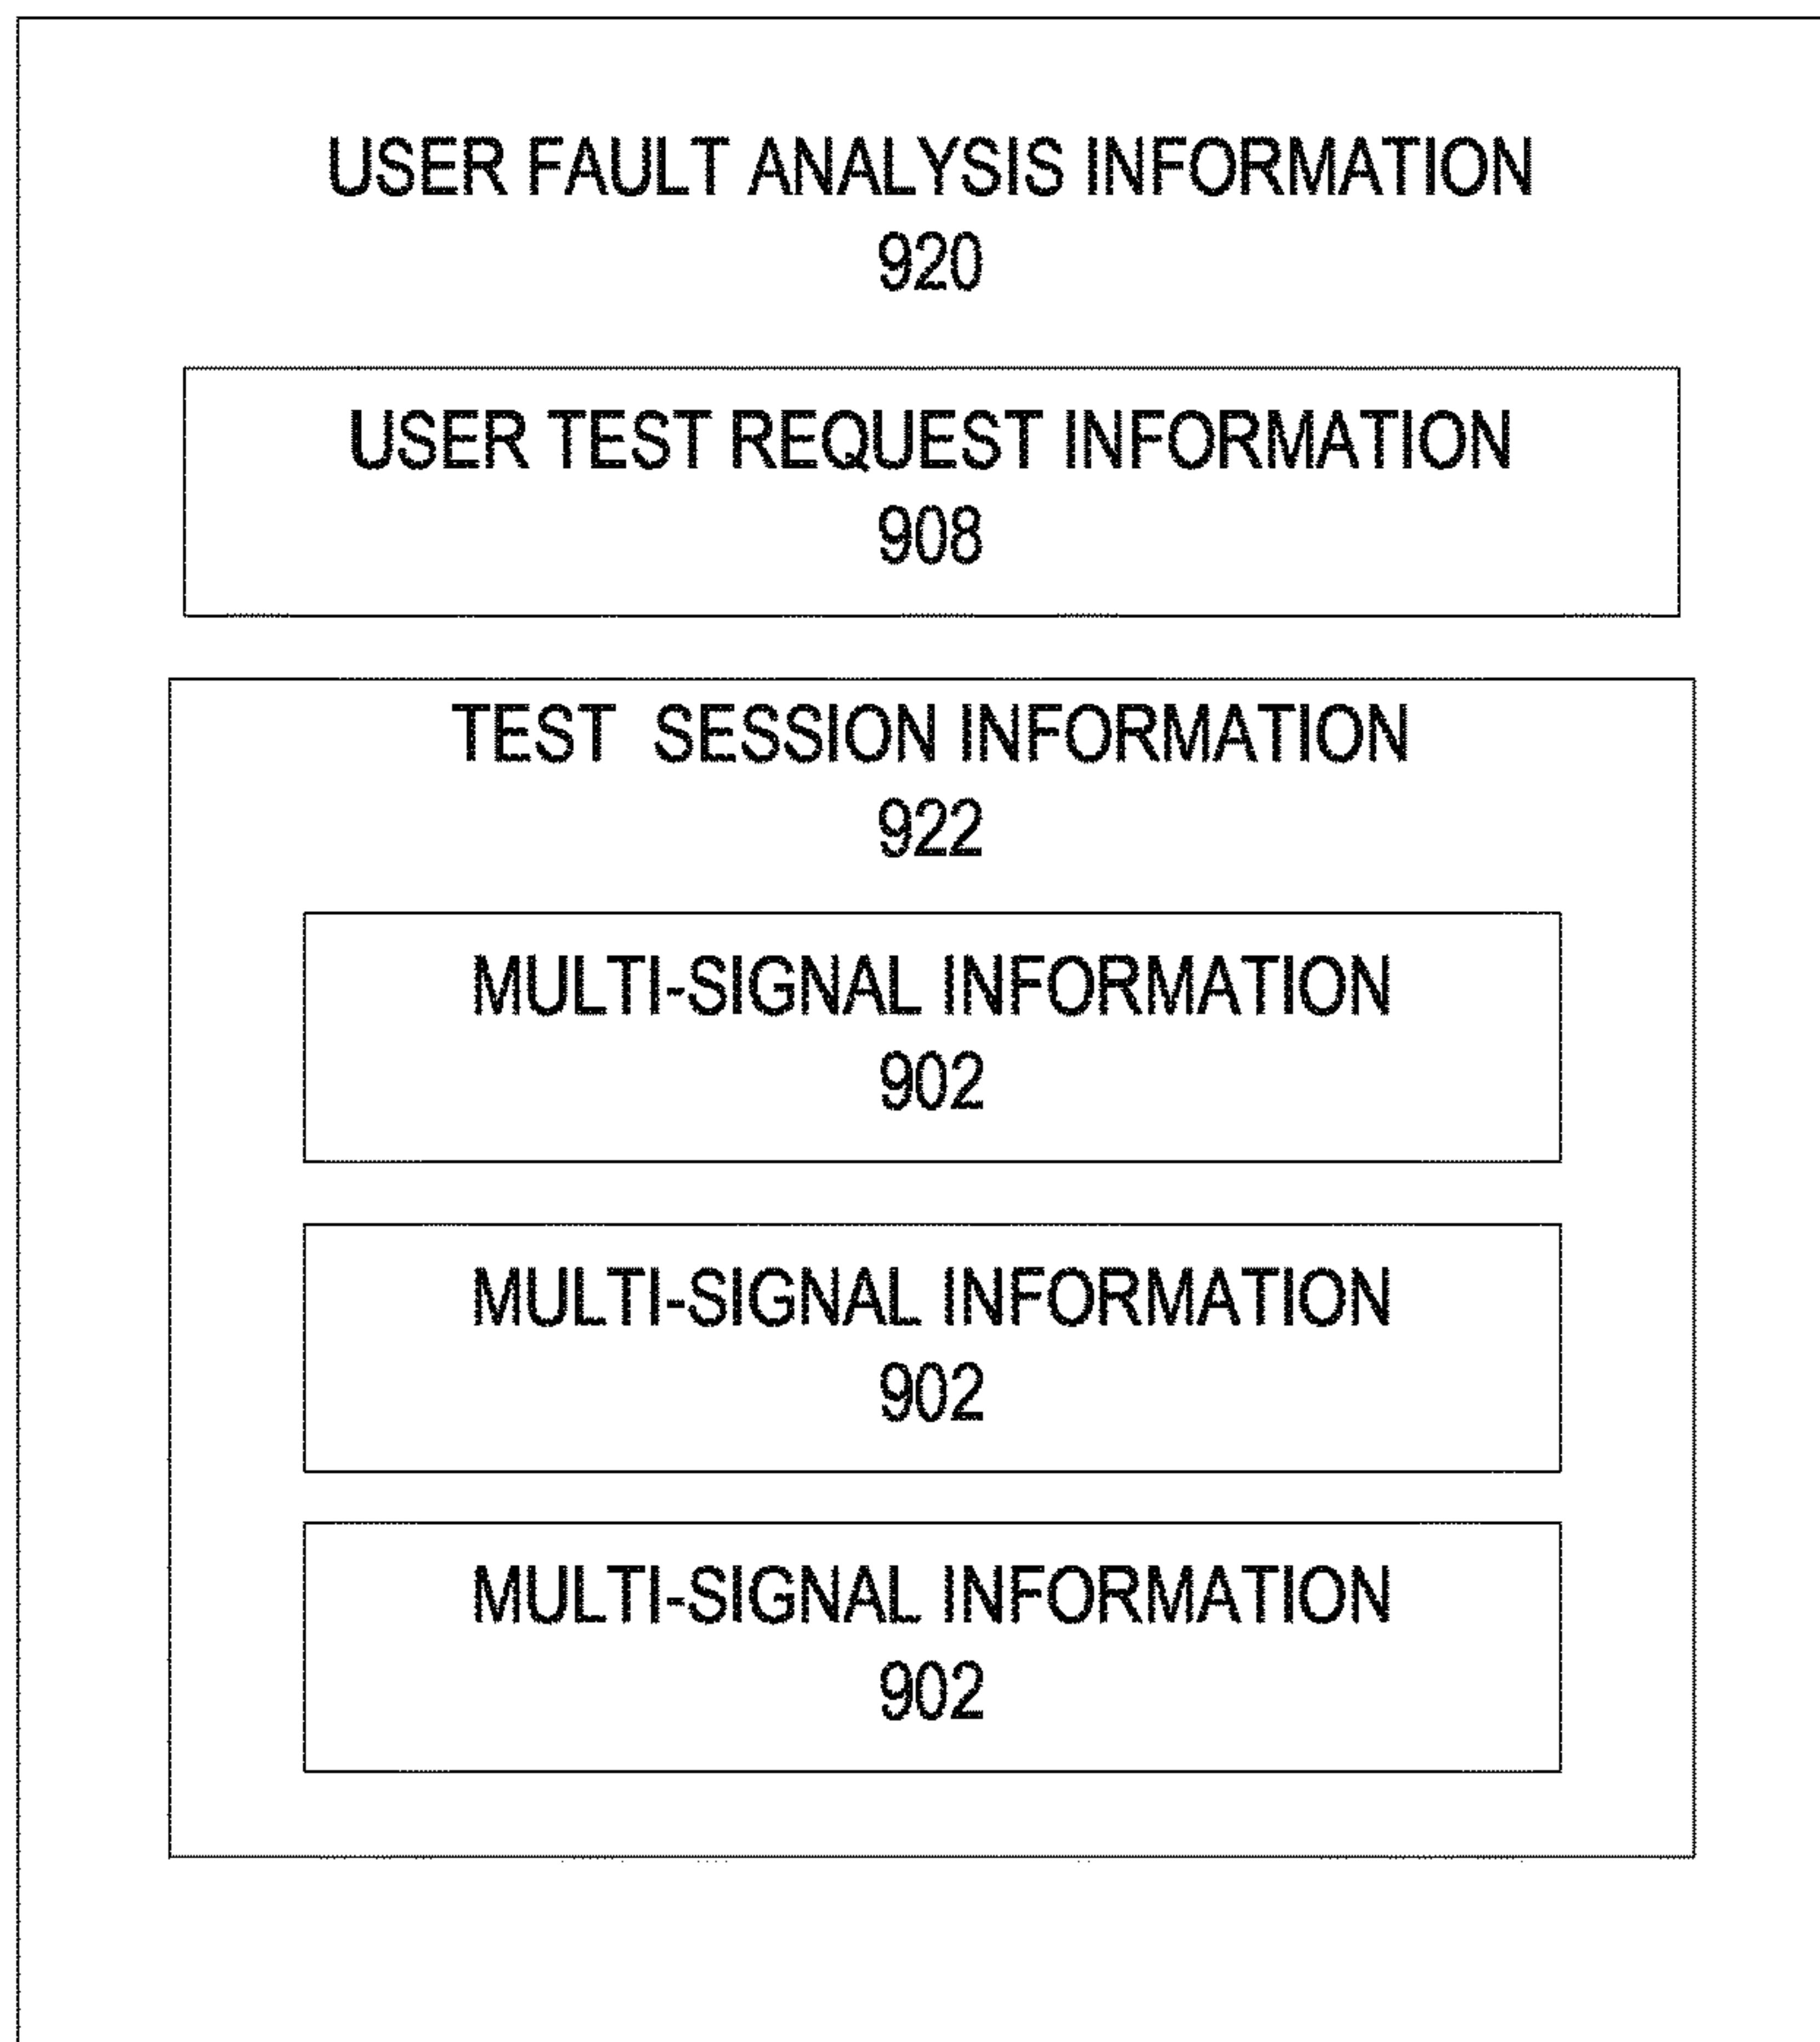 USER FAULT ANALYSIS INFORMATION
920
USER TEST REQUEST INFORMATION
908
TEST SESSION INFORMATION
922
MULTI-SIGNAL INFORMATION
902
MULTI-SIGNAL INFORMATION
902
MULTI-SIGNAL INFORMATION
902